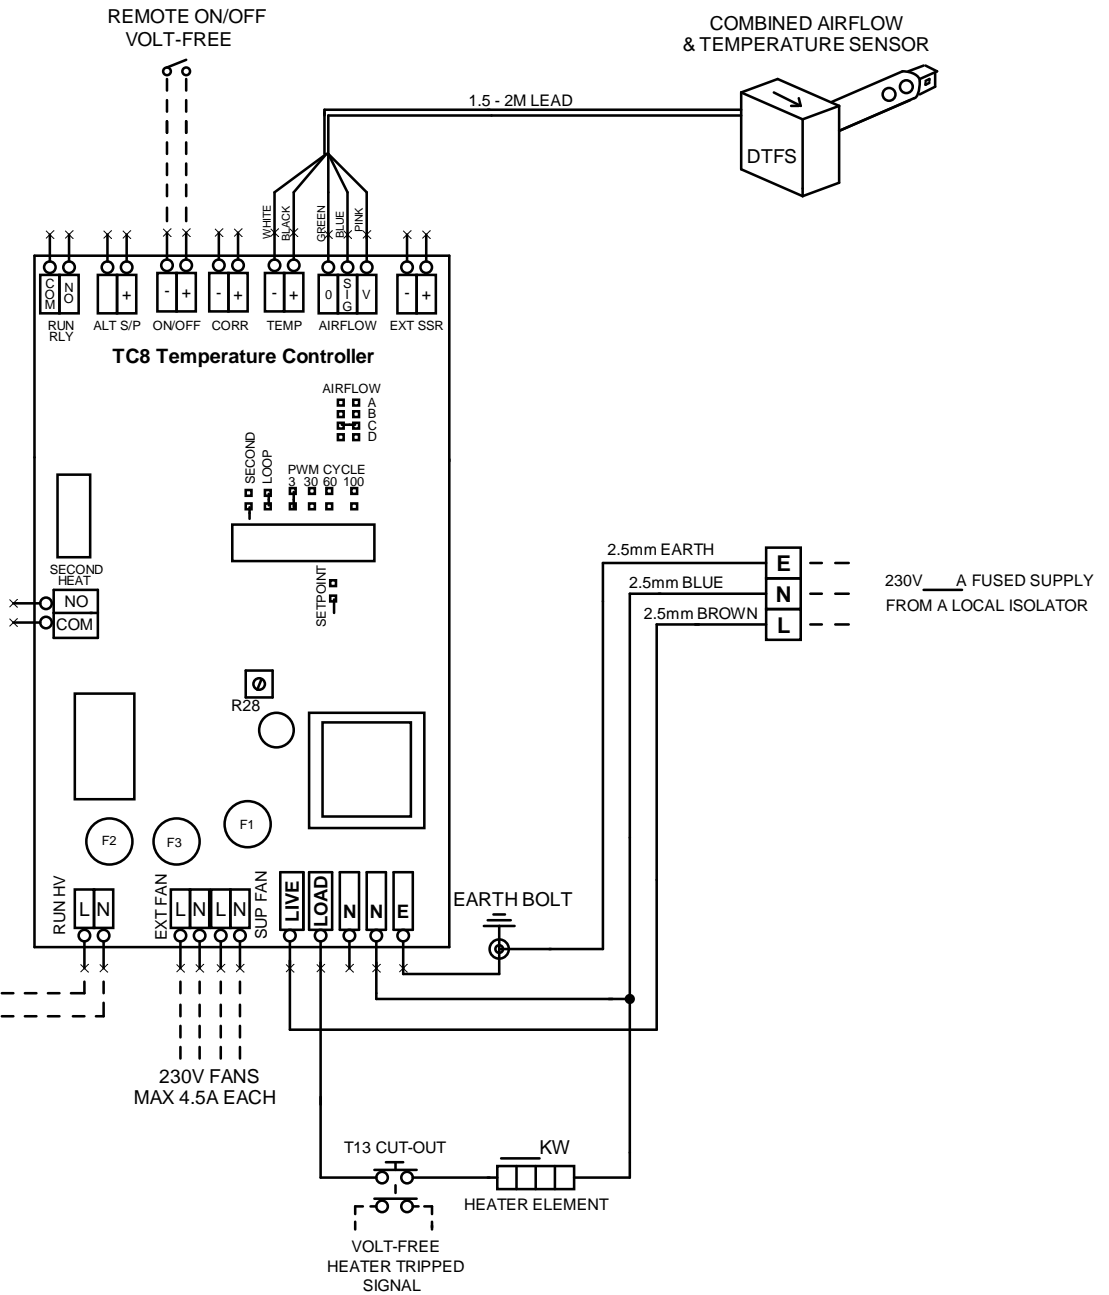 REMOTE ON/OFF
VOLT-FREE
COMBINED AIRFLOW
& TEMPERATURE SENSOR
1.5 - 2M LEAD
DTFS
WHITE
BLACK
GREEN
BLUE
PINK
COM
NO
+
- +
- +
- +
0 SIG V
- +
RUN RLY
ALT S/P
ON/OFF
CORR
TEMP
AIRFLOW
EXT SSR
TC8 Temperature Controller
AIRFLOW
A
B
C
D
SECOND
LOOP
PWM CYCLE
3 30 60 100
SECOND
HEAT
NO
COM
SETPOINT
2.5mm EARTH
E
2.5mm BLUE
N
2.5mm BROWN
L
230V A FUSED SUPPLY
FROM A LOCAL ISOLATOR
R28
F1
F2
F3
RUN HV
L N
EXT FAN
L N L N
SUP FAN
LIVE
LOAD
N
N
E
EARTH BOLT
230V FANS
MAX 4.5A EACH
T13 CUT-OUT
KW
HEATER ELEMENT
VOLT-FREE
HEATER TRIPPED
SIGNAL